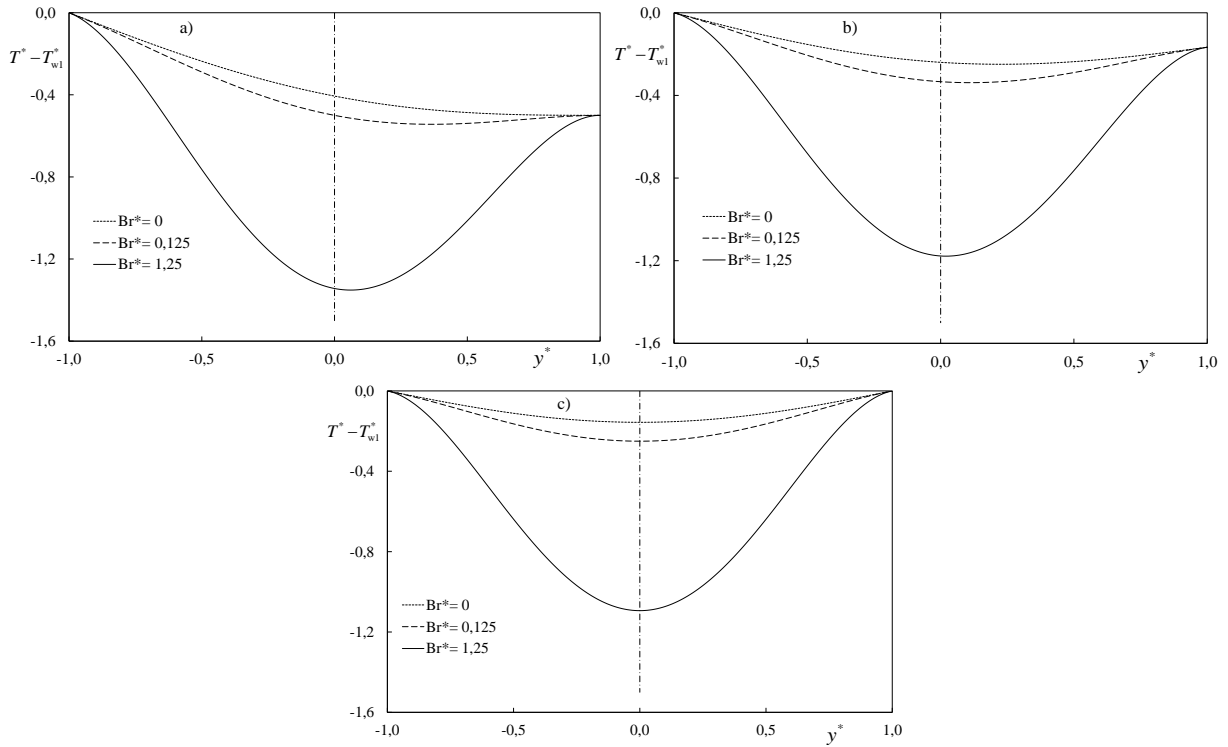 a)
0,0
T* – T*w1
-0,4
-0,8
-1,2
-1,6
Br*= 0
Br*= 0,125
Br*= 1,25
-1,0 -0,5 0,0 0,5 y* 1,0
b)
0,0
T* – T*w1
-0,4
-0,8
-1,2
-1,6
Br*= 0
Br*= 0,125
Br*= 1,25
-1,0 -0,5 0,0 0,5 y* 1,0
c)
0,0
T* – T*w1
-0,4
-0,8
-1,2
-1,6
Br*= 0
Br*= 0,125
Br*= 1,25
-1,0 -0,5 0,0 0,5 y* 1,0